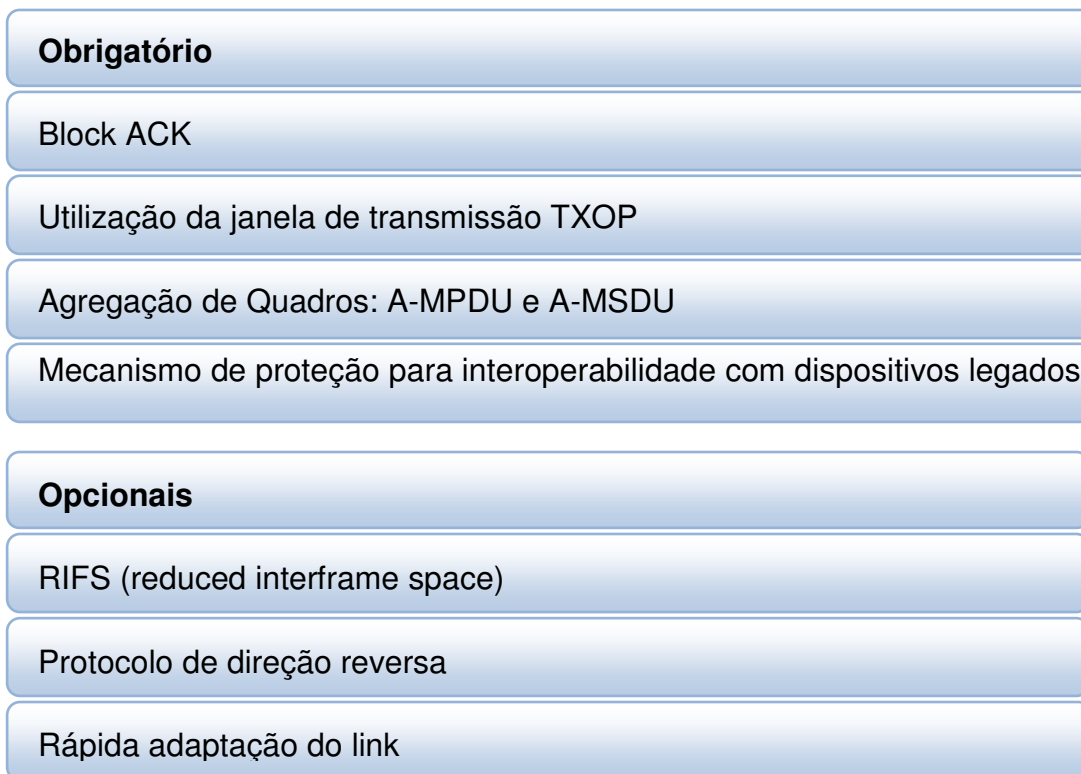 Obrigatório
Block ACK
Utilização da janela de transmissão TXOP
Agregação de Quadros: A-MPDU e A-MSDU
Mecanismo de proteção para interoperabilidade com dispositivos legados
Opcionais
RIFS (reduced interframe space)
Protocolo de direção reversa
Rápida adaptação do link